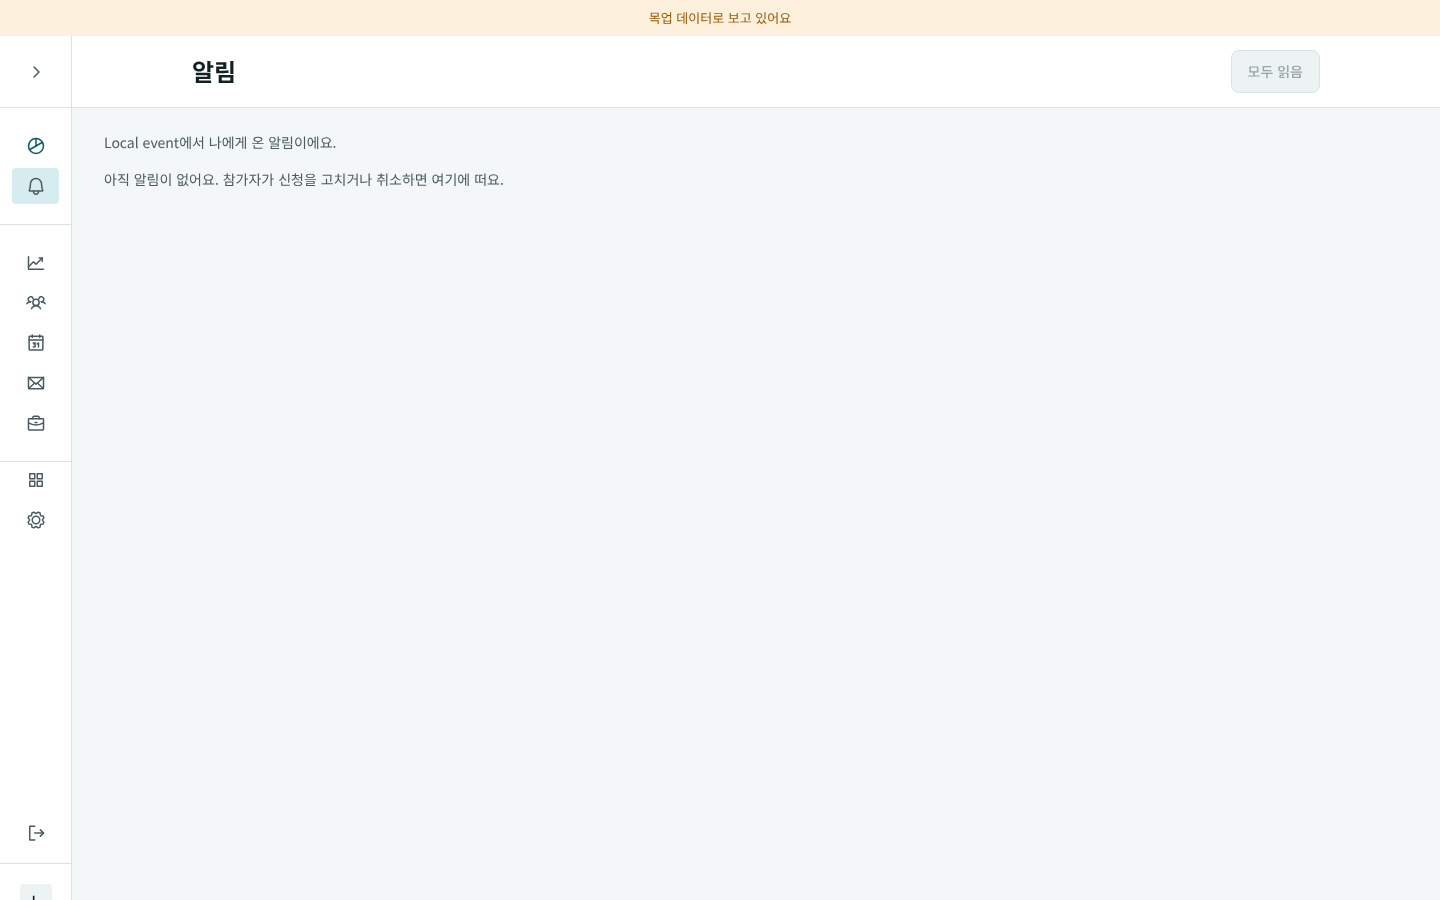 목업 데이터로 보고 있어요
알림
모두 읽음
Local event에서 나에게 온 알림이에요.
아직 알림이 없어요. 참가자가 신청을 고치거나 취소하면 여기에 떠요.
31